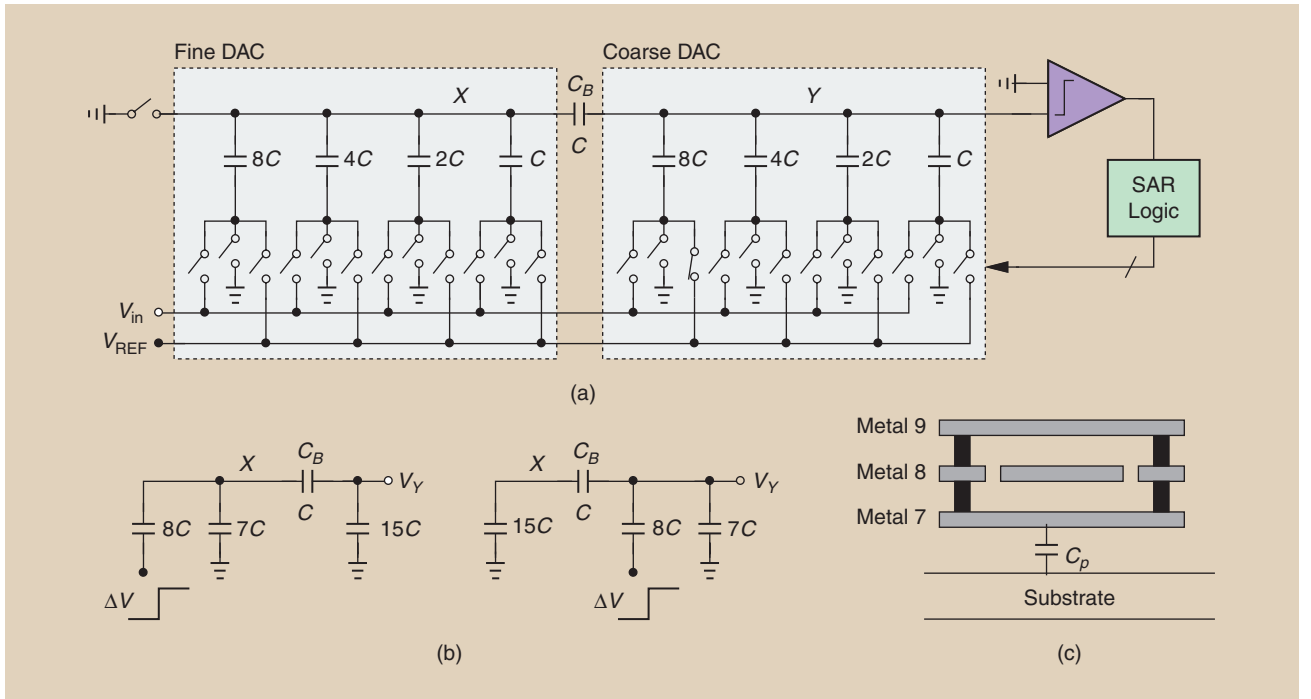 Fine DAC
Coarse DAC
X
C_B
C
Y
8C
4C
2C
C
8C
4C
2C
C
SAR
Logic
V_in
V_REF
(a)
X
C_B
C
V_Y
8C
7C
15C
ΔV
X
C_B
C
V_Y
15C
8C
7C
ΔV
(b)
Metal 9
Metal 8
Metal 7
C_p
Substrate
(c)